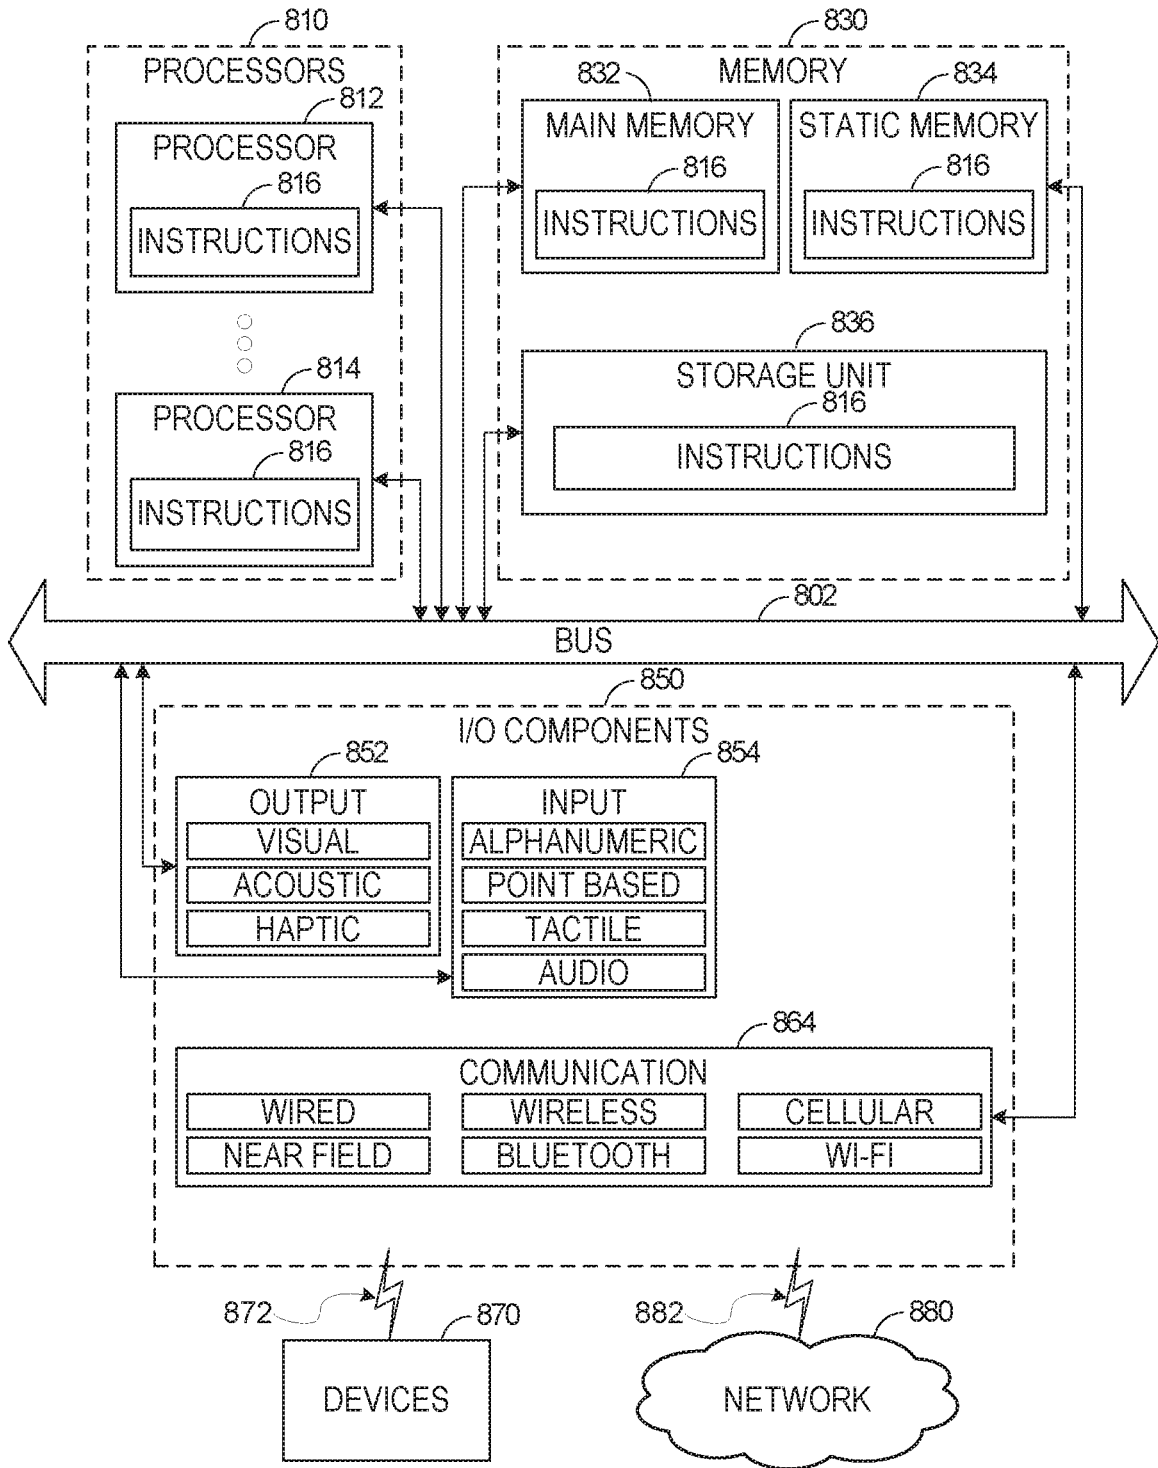 810
PROCESSORS
812
PROCESSOR
816
INSTRUCTIONS
814
PROCESSOR
816
INSTRUCTIONS
830
MEMORY
832
MAIN MEMORY
816
INSTRUCTIONS
834
STATIC MEMORY
816
INSTRUCTIONS
836
STORAGE UNIT
816
INSTRUCTIONS
802
BUS
850
I/O COMPONENTS
852
OUTPUT
VISUAL
ACOUSTIC
HAPTIC
854
INPUT
ALPHANUMERIC
POINT BASED
TACTILE
AUDIO
864
COMMUNICATION
WIRED
WIRELESS
CELLULAR
NEAR FIELD
BLUETOOTH
WI-FI
872
870
DEVICES
882
880
NETWORK